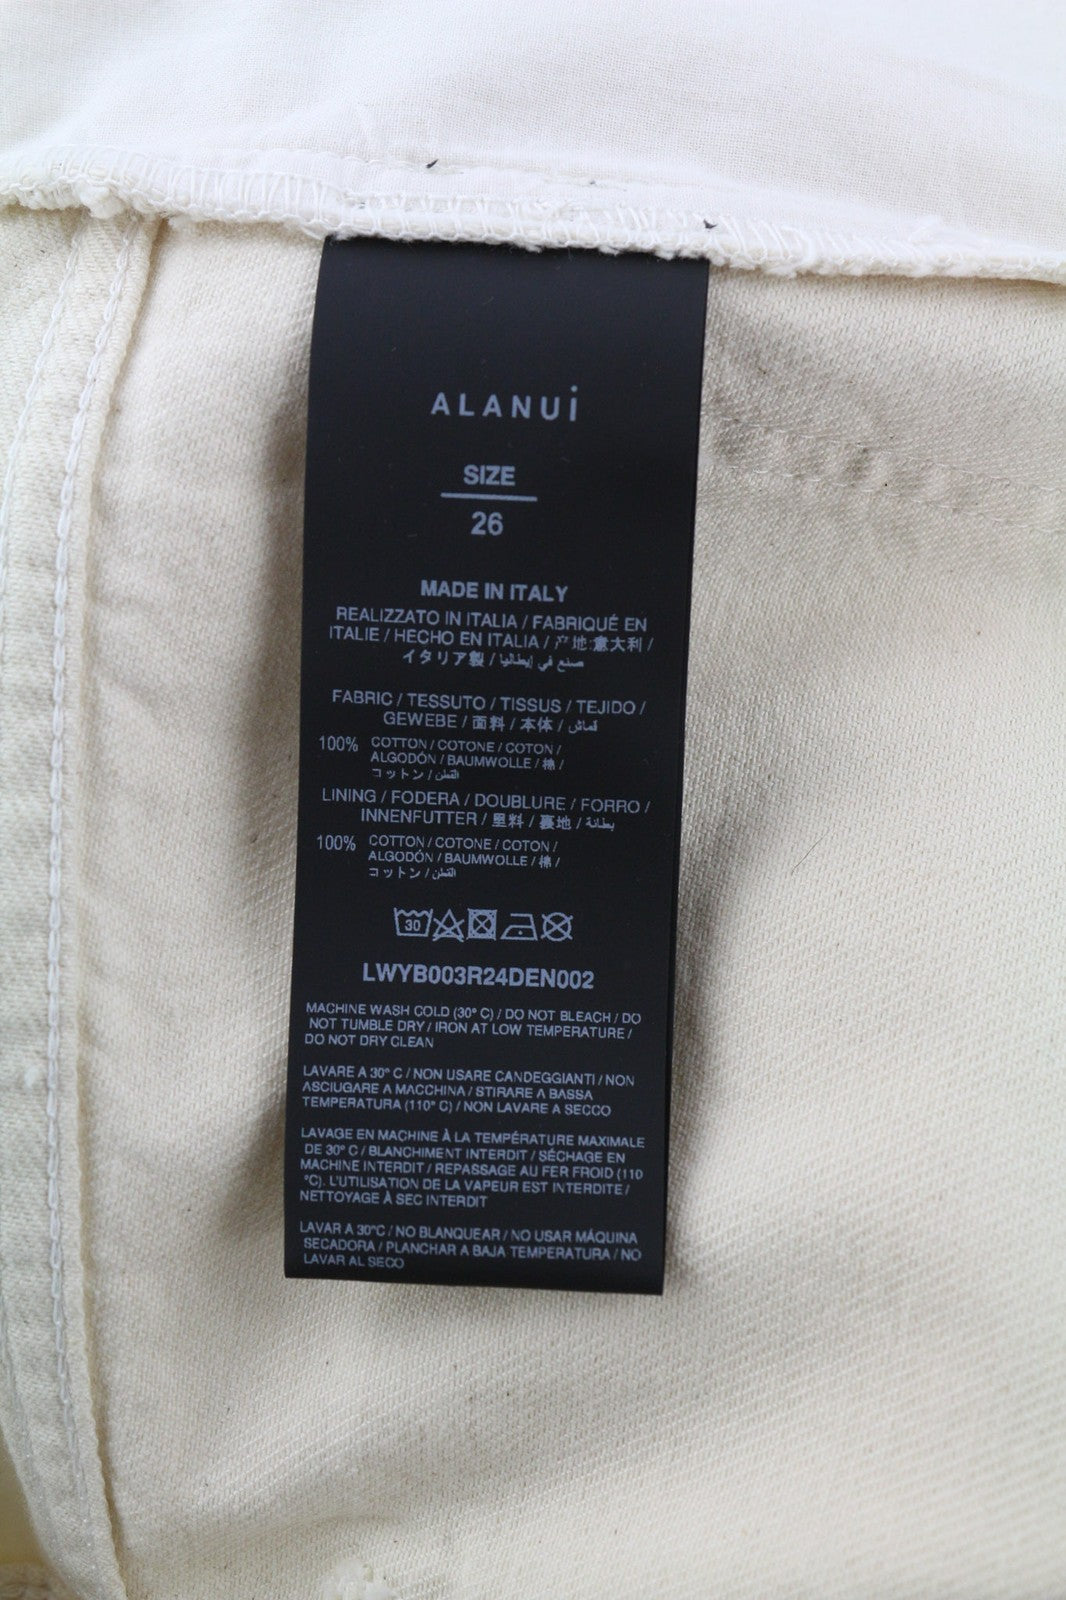 ALANUi
SIZE
26
MADE IN ITALY
REALIZZATO IN ITALIA / FABRIQUÉ EN
ITALIE / HECHO EN ITALIA / 产地:意大利 /
イタリア製 / صنع في إيطاليا
FABRIC / TESSUTO / TISSUS / TEJIDO /
GEWEBE / 面料 / 本体 / قماش
100% COTTON / COTONE / COTON /
ALGODÓN / BAUMWOLLE / 棉 /
コットン / القطن
LINING / FODERA / DOUBLURE / FORRO /
INNENFUTTER / 里料 / 裏地 / بطانة
100% COTTON / COTONE / COTON /
ALGODÓN / BAUMWOLLE / 棉 /
コットン / القطن
30
LWYB003R24DEN002
MACHINE WASH COLD (30° C) / DO NOT BLEACH / DO
NOT TUMBLE DRY / IRON AT LOW TEMPERATURE /
DO NOT DRY CLEAN
LAVARE A 30° C / NON USARE CANDEGGIANTI / NON
ASCIUGARE A MACCHINA / STIRARE A BASSA
TEMPERATURA (110° C) / NON LAVARE A SECCO
LAVAGE EN MACHINE À LA TEMPÉRATURE MAXIMALE
DE 30° C / BLANCHIMENT INTERDIT / SÉCHAGE EN
MACHINE INTERDIT / REPASSAGE AU FER FROID (110
°C). L'UTILISATION DE LA VAPEUR EST INTERDITE /
NETTOYAGE À SEC INTERDIT
LAVAR A 30°C / NO BLANQUEAR / NO USAR MÁQUINA
SECADORA / PLANCHAR A BAJA TEMPERATURA / NO
LAVAR AL SECO